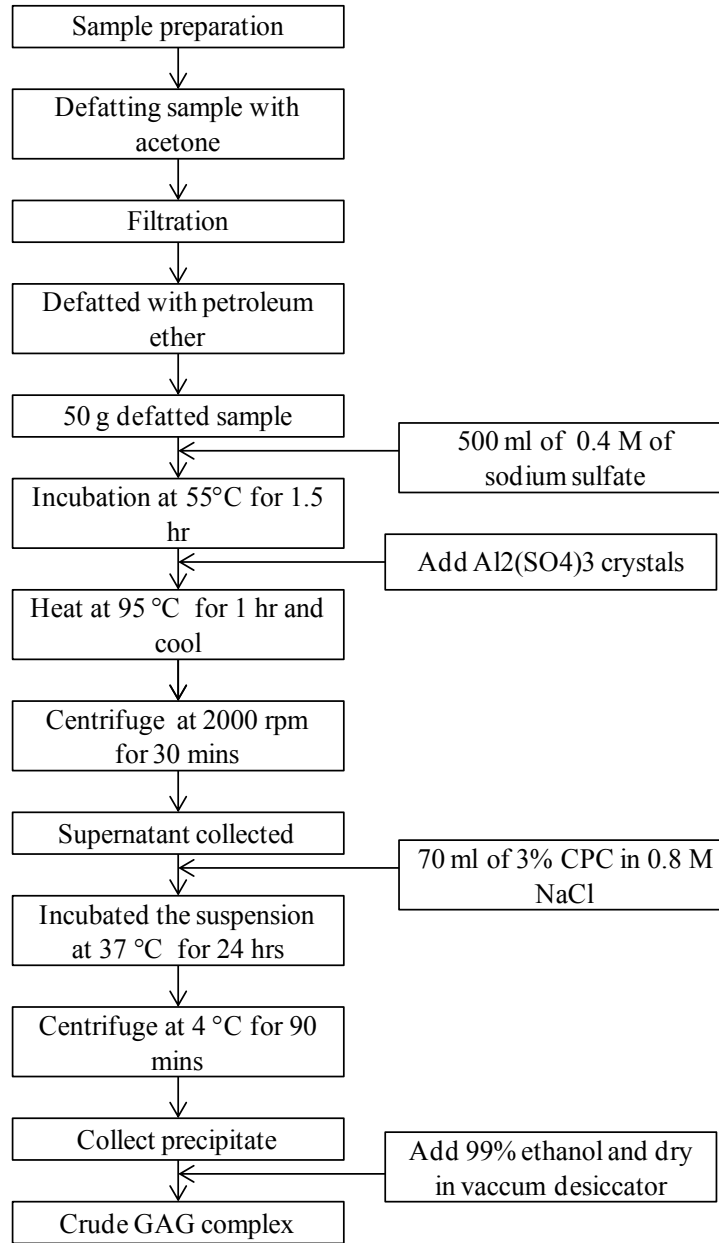 Sample preparation
Defatting sample with
acetone
Filtration
Defatted with petroleum
ether
50 g defatted sample
500 ml of 0.4 M of
sodium sulfate
Incubation at 55°C for 1.5
hr
Add Al2(SO4)3 crystals
Heat at 95 °C for 1 hr and
cool
Centrifuge at 2000 rpm
for 30 mins
Supernatant collected
70 ml of 3% CPC in 0.8 M
NaCl
Incubated the suspension
at 37 °C for 24 hrs
Centrifuge at 4 °C for 90
mins
Collect precipitate
Add 99% ethanol and dry
in vaccum desiccator
Crude GAG complex